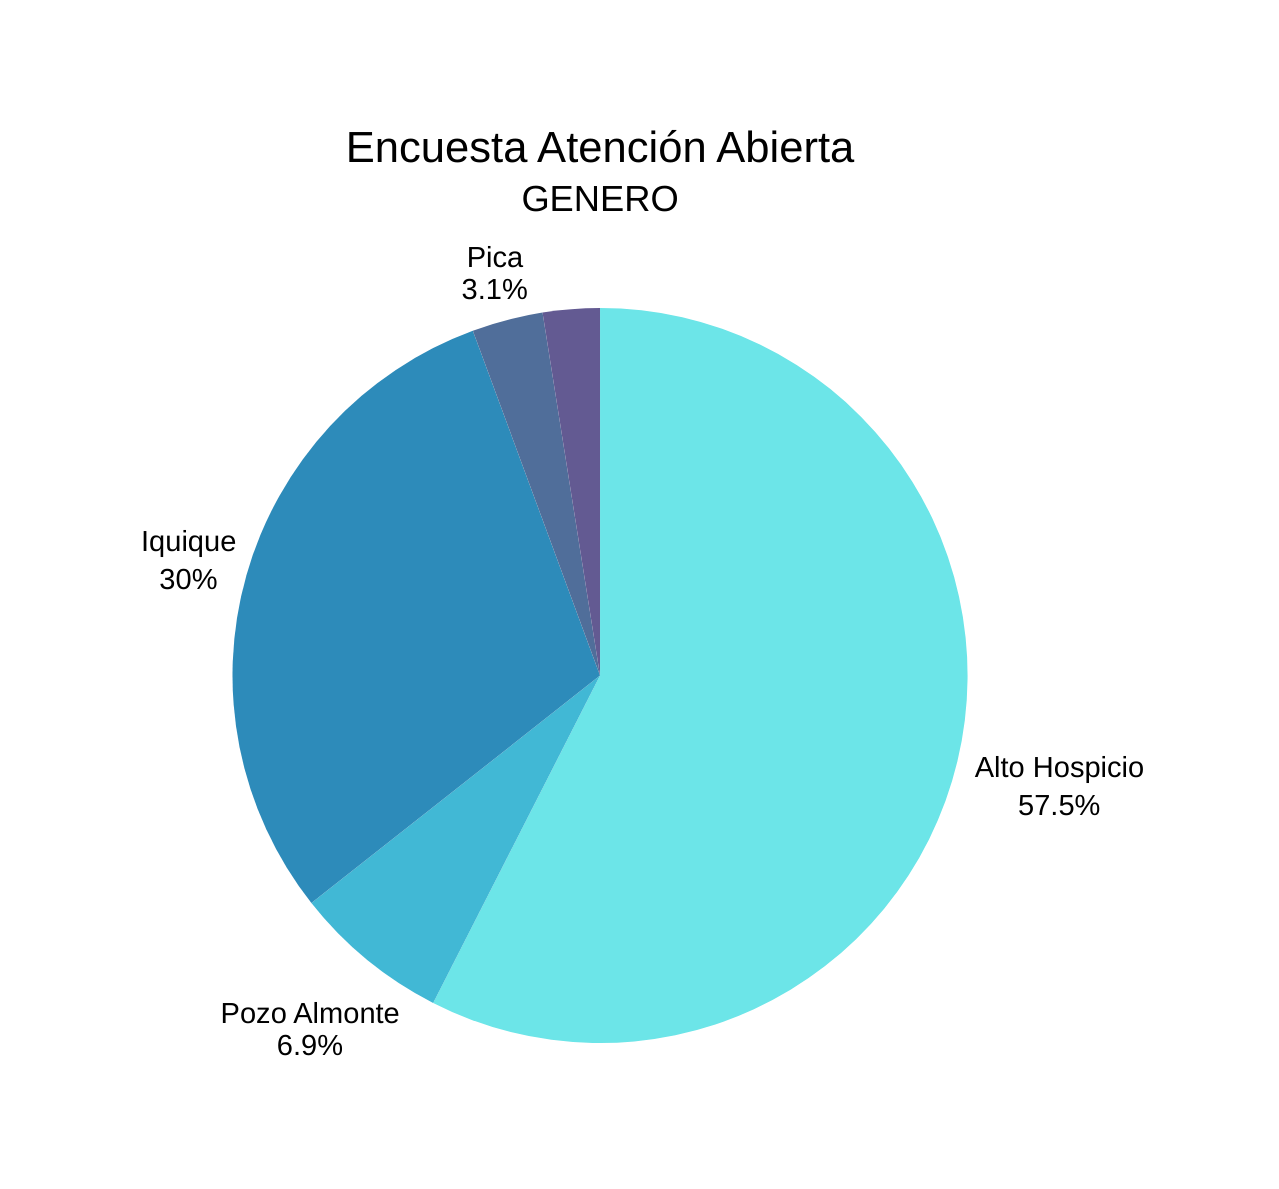 Encuesta Atención Abierta
GENERO
Pica
3.1%
Iquique
30%
Alto Hospicio
57.5%
Pozo Almonte
6.9%